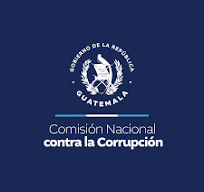 GOBIERNO DE LA REPÚBLICA
GUATEMALA
Comisión Nacional
contra la Corrupción